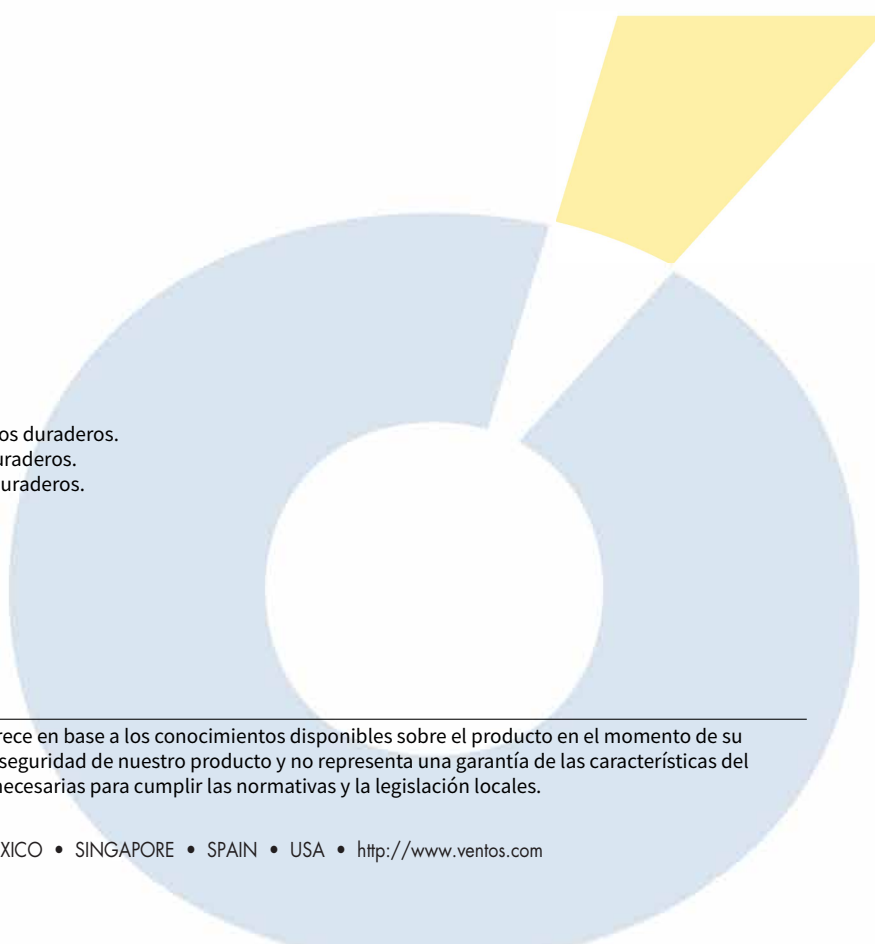 os duraderos.
uraderos.
uraderos.
rece en base a los conocimientos disponibles sobre el producto en el momento de su
seguridad de nuestro producto y no representa una garantía de las características del
necesarias para cumplir las normativas y la legislación locales.
XICO • SINGAPORE • SPAIN • USA • http://www.ventos.com